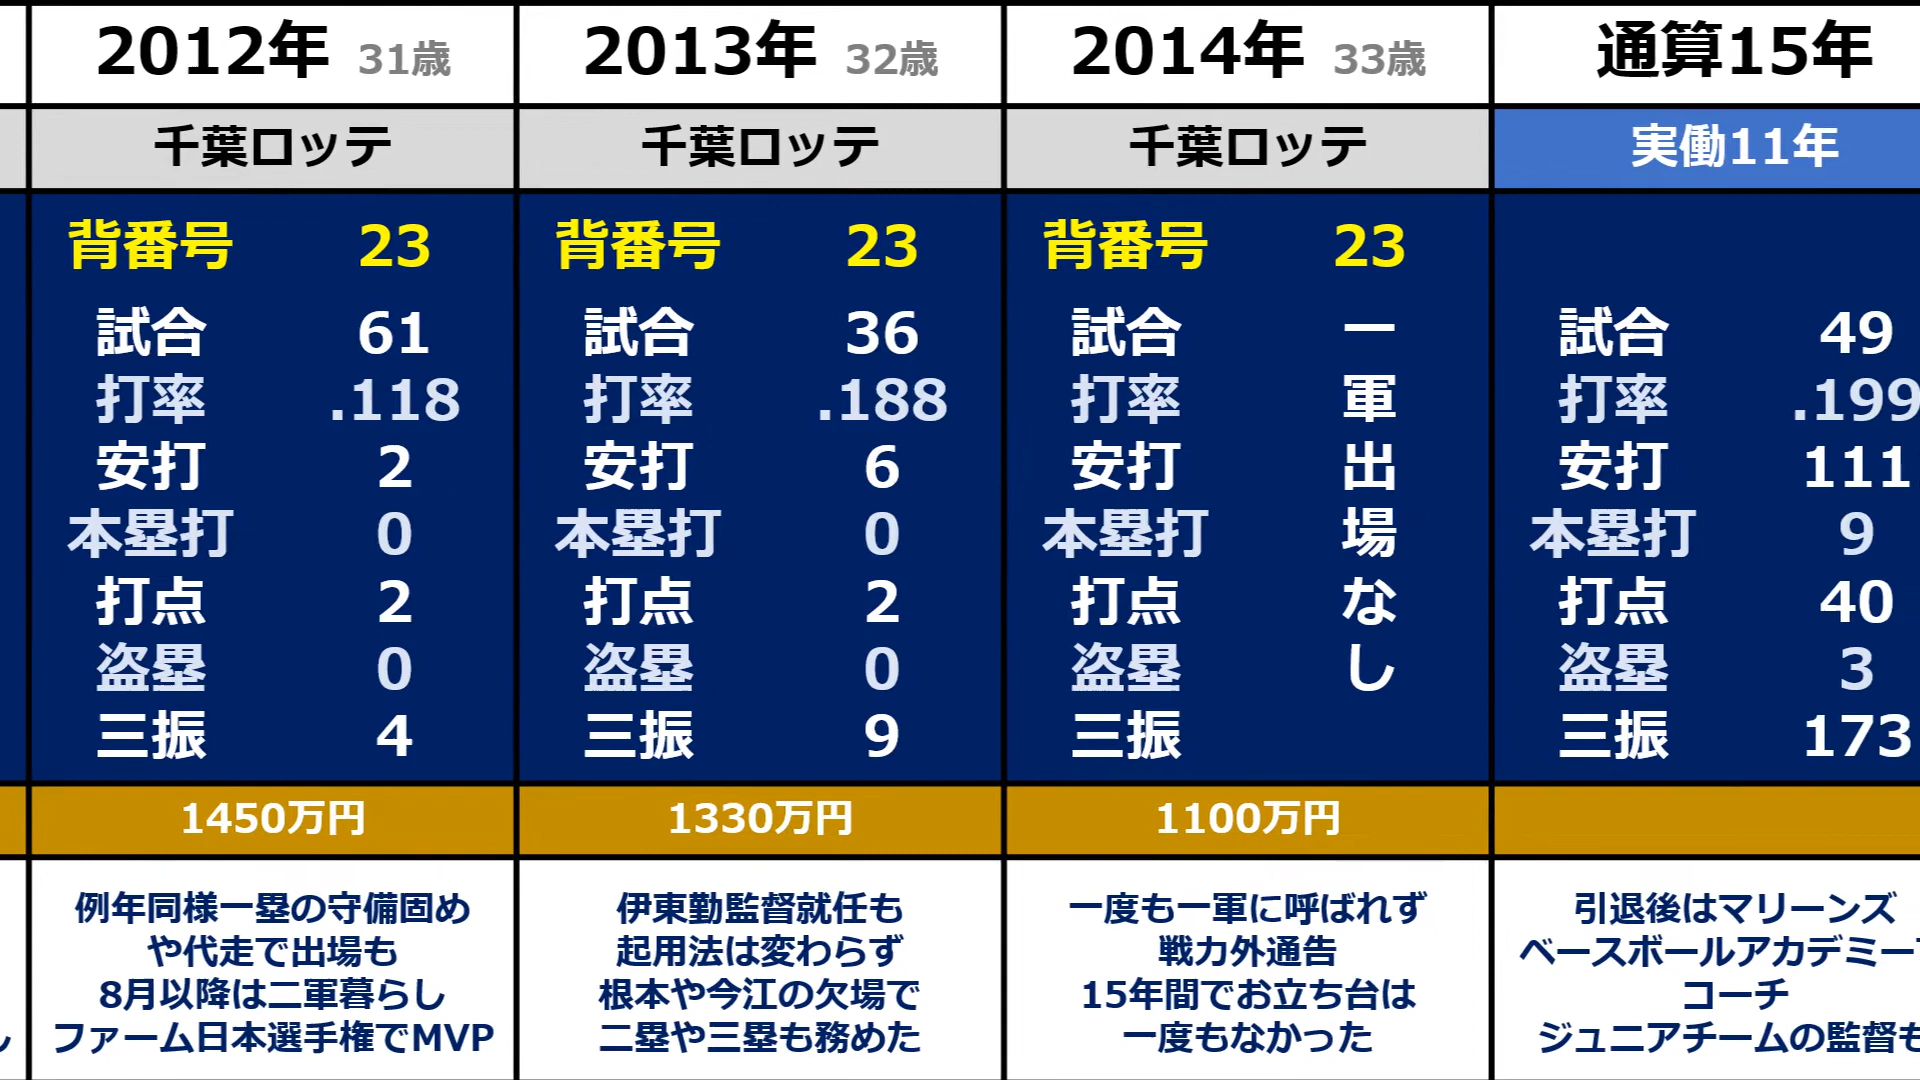 2012年 31歳
千葉ロッテ
背番号 23
試合 61
打率 .118
安打 2
本塁打 0
打点 2
盗塁 0
三振 4
1450万円
例年同様一塁の守備固め
や代走で出場も
8月以降は二軍暮らし
ファーム日本選手権でMVP
2013年 32歳
千葉ロッテ
背番号 23
試合 36
打率 .188
安打 6
本塁打 0
打点 2
盗塁 0
三振 9
1330万円
伊東勤監督就任も
起用法は変わらず
根本や今江の欠場で
二塁や三塁も務めた
2014年 33歳
千葉ロッテ
背番号 23
試合
打率
安打
本塁打
打点
盗塁
三振
一軍出場なし
1100万円
一度も一軍に呼ばれず
戦力外通告
15年間でお立ち台は
一度もなかった
通算15年
実働11年
試合 49
打率 .199
安打 111
本塁打 9
打点 40
盗塁 3
三振 173
引退後はマリーンズ
ベースボールアカデミー
コーチ
ジュニアチームの監督も